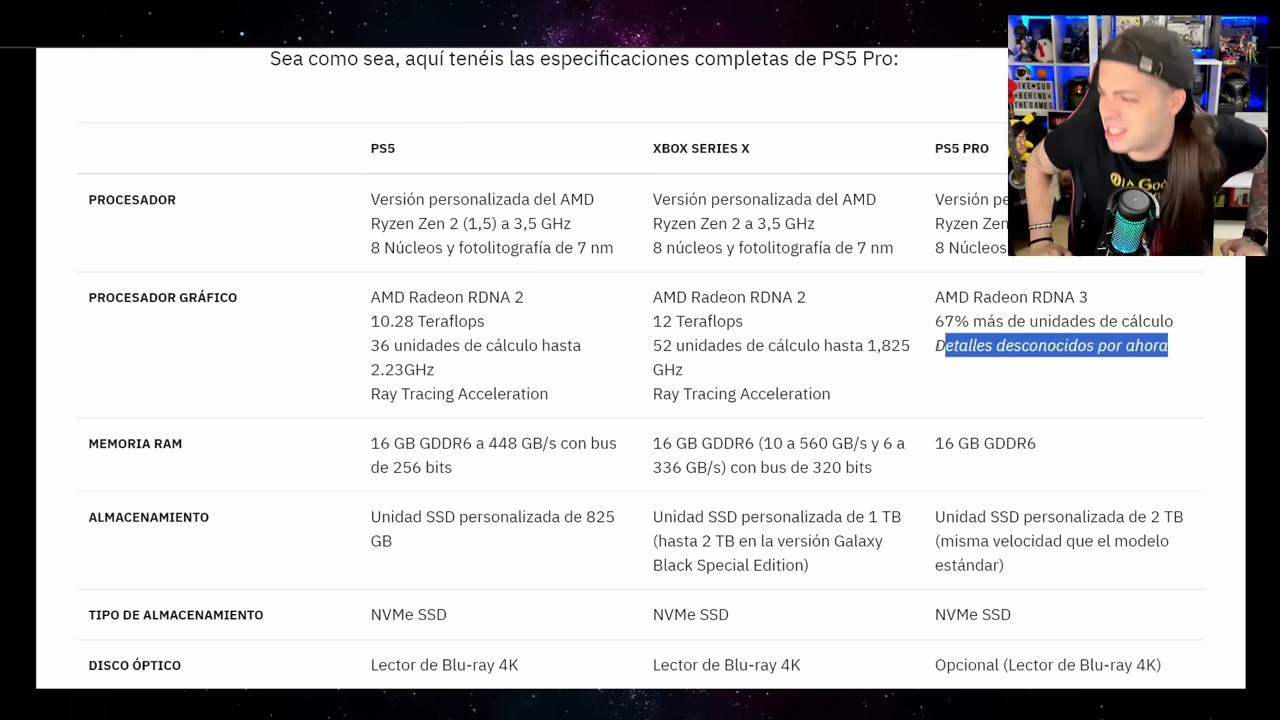 Sea como sea, aquí tenéis las especificaciones completas de PS5 Pro:
PS5 XBOX SERIES X PS5 PRO
PROCESADOR
Versión personalizada del AMD
Ryzen Zen 2 (1,5) a 3,5 GHz
8 Núcleos y fotolitografía de 7 nm
Versión personalizada del AMD
Ryzen Zen 2 a 3,5 GHz
8 núcleos y fotolitografía de 7 nm
Versión
Ryzen
8 Núcleos
PROCESADOR GRÁFICO
AMD Radeon RDNA 2
10.28 Teraflops
36 unidades de cálculo hasta
2.23GHz
Ray Tracing Acceleration
AMD Radeon RDNA 2
12 Teraflops
52 unidades de cálculo hasta 1,825
GHz
Ray Tracing Acceleration
AMD Radeon RDNA 3
67% más de unidades de cálculo
Detalles desconocidos por ahora
MEMORIA RAM
16 GB GDDR6 a 448 GB/s con bus
de 256 bits
16 GB GDDR6 (10 a 560 GB/s y 6 a
336 GB/s) con bus de 320 bits
16 GB GDDR6
ALMACENAMIENTO
Unidad SSD personalizada de 825
GB
Unidad SSD personalizada de 1 TB
(hasta 2 TB en la versión Galaxy
Black Special Edition)
Unidad SSD personalizada de 2 TB
(misma velocidad que el modelo
estándar)
TIPO DE ALMACENAMIENTO
NVMe SSD
NVMe SSD
NVMe SSD
DISCO ÓPTICO
Lector de Blu-ray 4K
Lector de Blu-ray 4K
Opcional (Lector de Blu-ray 4K)
BEHIND
THE GAMES